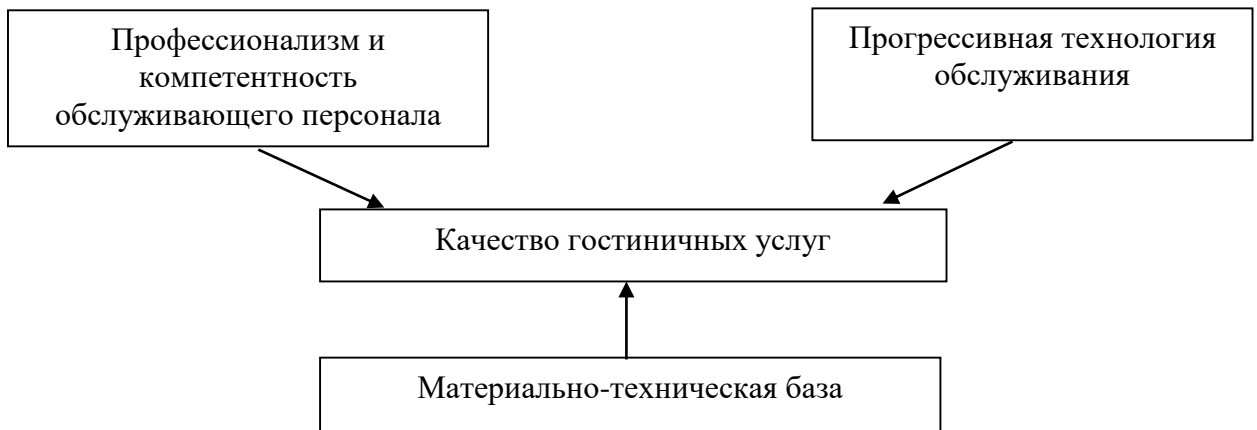 Профессионализм и
компетентность
обслуживающего персонала
Прогрессивная технология
обслуживания
Качество гостиничных услуг
Материально-техническая база